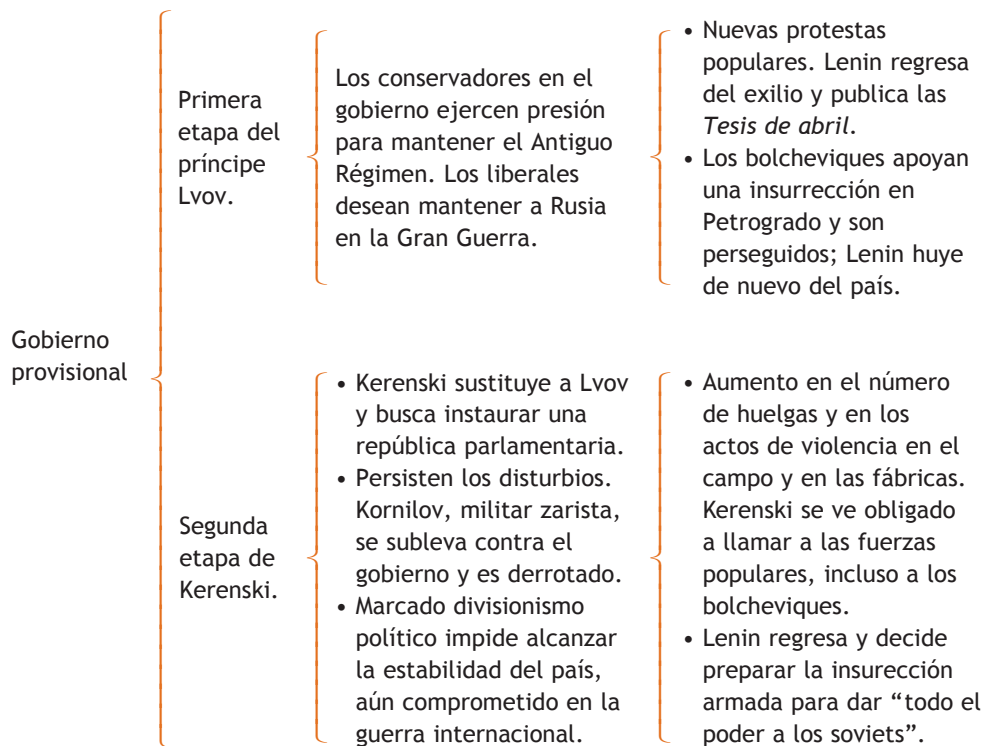 Gobierno
provisional
Primera
etapa del
príncipe
Lvov.
Los conservadores en el
gobierno ejercen presión
para mantener el Antiguo
Régimen. Los liberales
desean mantener a Rusia
en la Gran Guerra.
• Nuevas protestas
populares. Lenin regresa
del exilio y publica las
Tesis de abril.
• Los bolcheviques apoyan
una insurrección en
Petrogrado y son
perseguidos; Lenin huye
de nuevo del país.
Segunda
etapa de
Kerenski.
• Kerenski sustituye a Lvov
y busca instaurar una
república parlamentaria.
• Persisten los disturbios.
Kornilov, militar zarista,
se subleva contra el
gobierno y es derrotado.
• Marcado divisionismo
político impide alcanzar
la estabilidad del país,
aún comprometido en la
guerra internacional.
• Aumento en el número
de huelgas y en los
actos de violencia en el
campo y en las fábricas.
Kerenski se ve obligado
a llamar a las fuerzas
populares, incluso a los
bolcheviques.
• Lenin regresa y decide
preparar la insurección
armada para dar “todo el
poder a los soviets”.